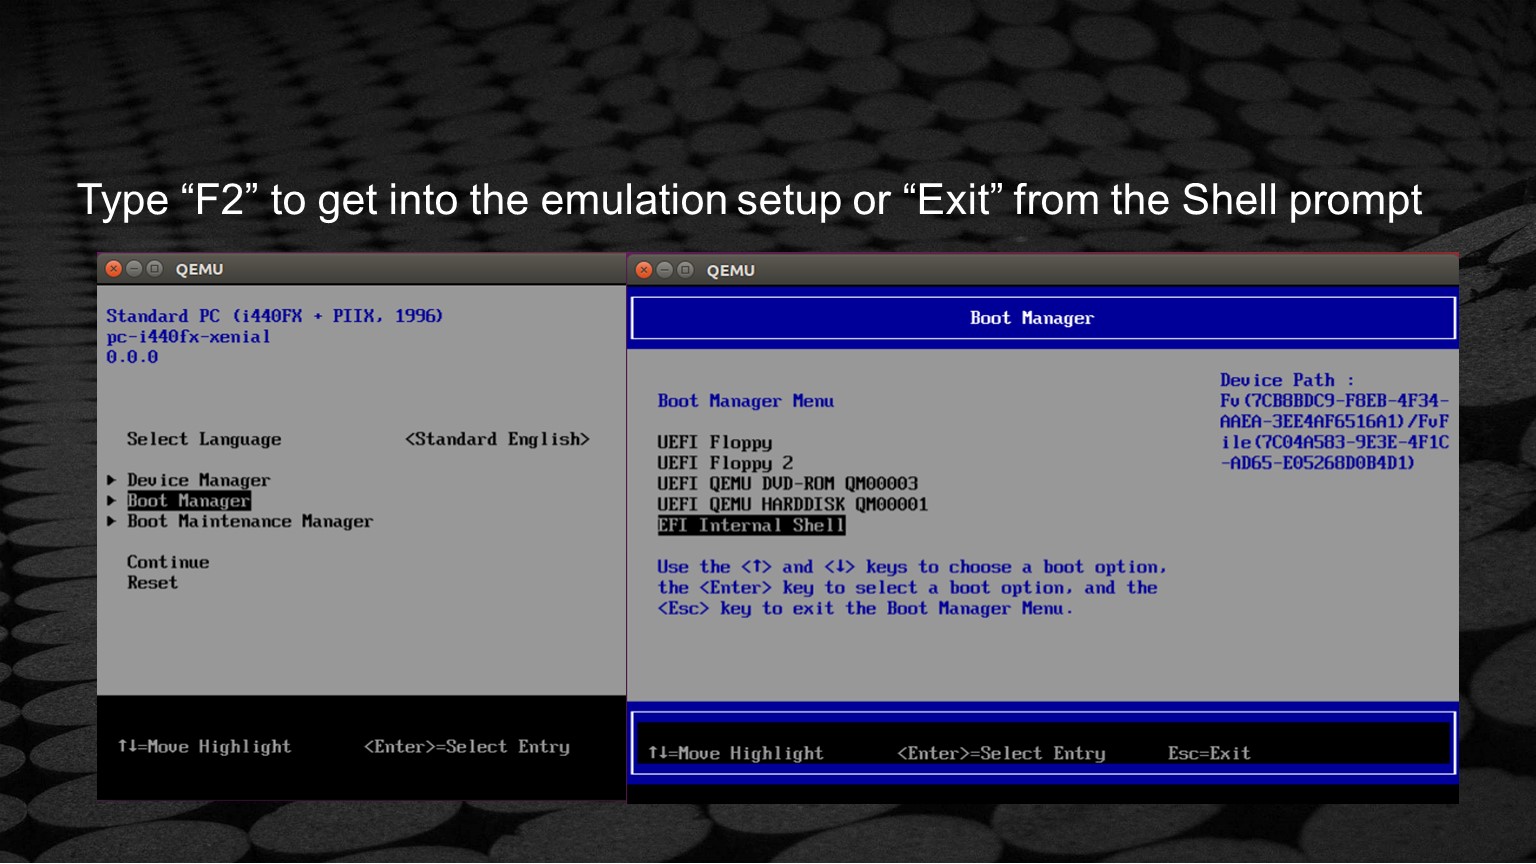 Type “F2” to get into the emulation setup or “Exit” from the Shell prompt
QEMU
Standard PC (i440FX + PIIX, 1996)
pc-i440fx-xenial
0.0.0
Select Language <Standard English>
▶ Device Manager
▶ Boot Manager
▶ Boot Maintenance Manager
Continue
Reset
↑↓=Move Highlight <Enter>=Select Entry
QEMU
Boot Manager
Boot Manager Menu
UEFI Floppy
UEFI Floppy 2
UEFI QEMU DVD-ROM QM00003
UEFI QEMU HARDDISK QM00001
EFI Internal Shell
Use the <↑> and <↓> keys to choose a boot option,
the <Enter> key to select a boot option, and the
<Esc> key to exit the Boot Manager Menu.
Device Path :
Fv(7CB8BDC9-F8EB-4F34-
AAEA-3EE4AF6516A1)/FvF
ile(7C04A583-9E3E-4F1C
-AD65-E05268D0B4D1)
↑↓=Move Highlight <Enter>=Select Entry Esc=Exit